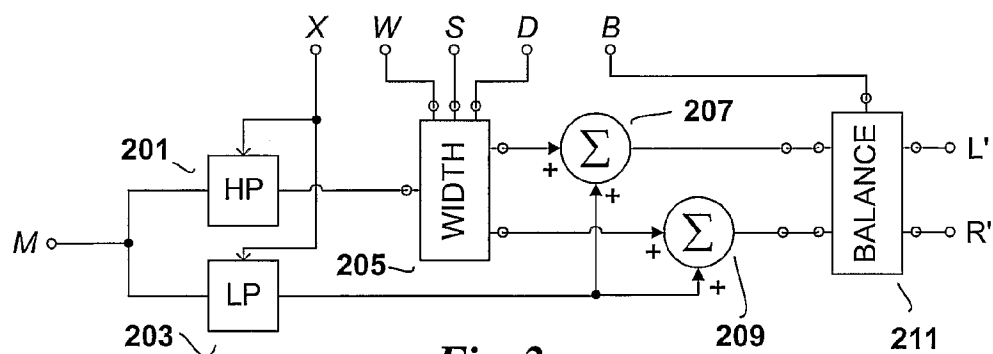 X W S D B
207
201
HP
WIDTH
Σ
+ +
BALANCE
L'
M
Σ
R'
205
+
LP
+
203
209
211